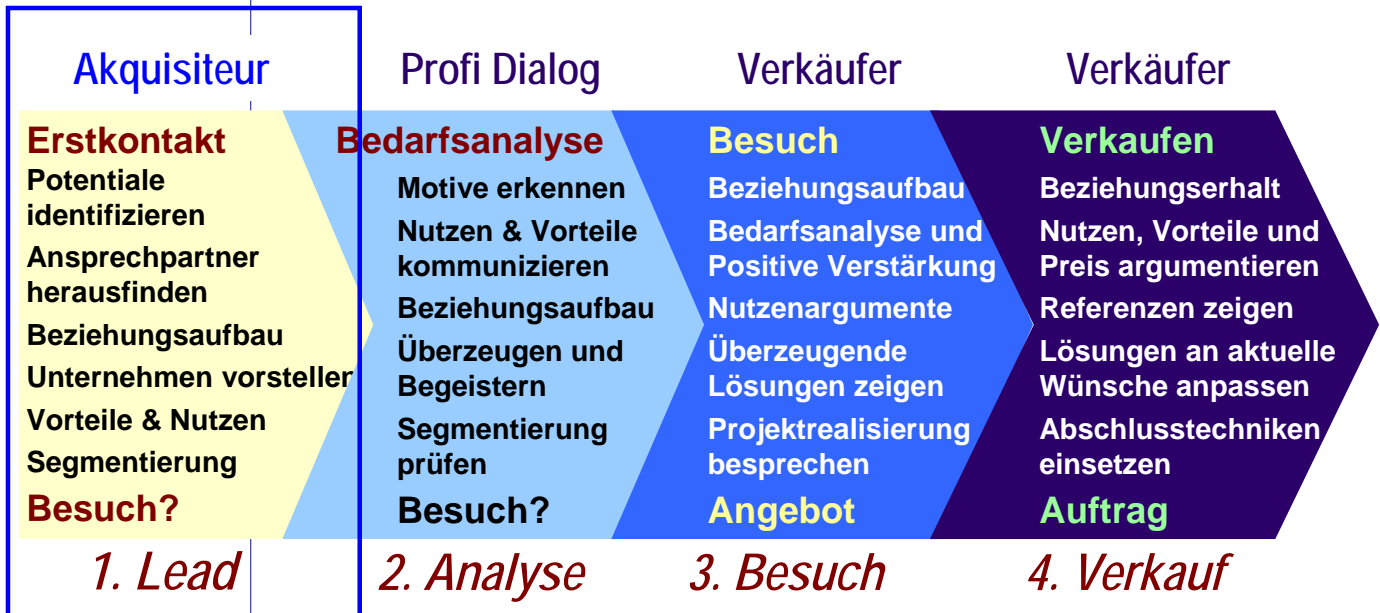 Akquisiteur
Erstkontakt
Potentiale
identifizieren
Ansprechpartner
herausfinden
Beziehungsaufbau
Unternehmen vorstellen
Vorteile & Nutzen
Segmentierung
Besuch?
1. Lead
Profi Dialog
Bedarfsanalyse
Motive erkennen
Nutzen & Vorteile
kommunizieren
Beziehungsaufbau
Überzeugen und
Begeistern
Segmentierung
prüfen
Besuch?
2. Analyse
Verkäufer
Besuch
Beziehungsaufbau
Bedarfsanalyse und
Positive Verstärkung
Nutzenargumente
Überzeugende
Lösungen zeigen
Projektrealisierung
besprechen
Angebot
3. Besuch
Verkäufer
Verkaufen
Beziehungserhalt
Nutzen, Vorteile und
Preis argumentieren
Referenzen zeigen
Lösungen an aktuelle
Wünsche anpassen
Abschlusstechniken
einsetzen
Auftrag
4. Verkauf